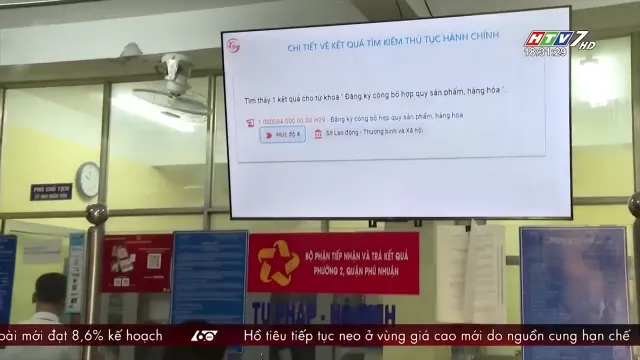 HTV7 HD
18:31:29
CHI TIẾT VỀ KẾT QUẢ TÌM KIẾM THỦ TỤC HÀNH CHÍNH
Tìm thấy 1 kết quả cho từ khoá ' Đăng ký công bố hợp quy sản phẩm, hàng hóa '.
Đăng ký công bố hợp quy sản phẩm, hàng hóa
Mức độ 4
Sở Lao động - Thương binh và Xã hội
PHÓ CHỦ TỊCH
BỘ PHẬN TIẾP NHẬN VÀ TRẢ KẾT QUẢ
PHƯỜNG 2, QUẬN PHÚ NHUẬN
TƯ PHÁP -
oài mới đạt 8,6% kế hoạch
60
Hồ tiêu tiếp tục neo ở vùng giá cao mới do nguồn cung hạn chế